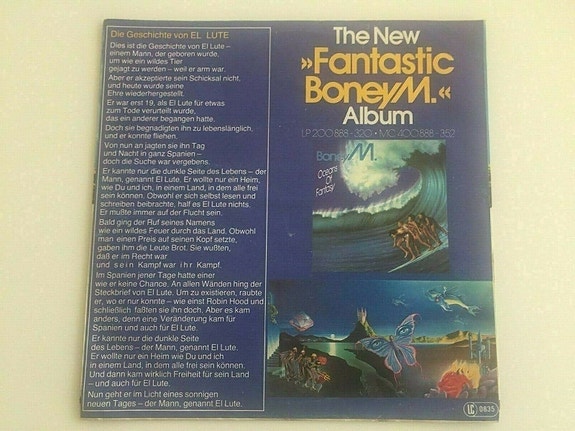 Die Geschichte von EL LUTE
Dies ist die Geschichte von El Lute –
einem Mann, der geboren wurde,
um wie ein wildes Tier
gejagt zu werden – weil er arm war.
Aber er akzeptierte sein Schicksal nicht,
und heute wurde seine
Ehre wiederhergestellt.
Er war erst 19, als El Lute für etwas
zum Tode verurteilt wurde,
das ein anderer begangen hatte.
Doch sie begnadigten ihn zu lebenslänglich,
und er konnte fliehen.
Von nun an jagten sie ihn Tag
und Nacht in ganz Spanien –
doch die Suche war vergebens.
Er kannte nur die dunkle Seite des Lebens – der
Mann, genannt El Lute. Er wollte nur ein Heim,
wie Du und ich, in einem Land, in dem alle frei
sein können. Obwohl er sich selbst lesen und
schreiben beibrachte, half es El Lute nichts.
Er mußte immer auf der Flucht sein.
Bald ging der Ruf seines Namens
wie ein wildes Feuer durch das Land. Obwohl
man einen Preis auf seinen Kopf setzte,
gaben ihm die Leute Brot. Sie wußten,
daß er im Recht war
und sein Kampf war ihr Kampf.
Im Spanien jener Tage hatte einer
wie er keine Chance. An allen Wänden hing der
Steckbrief von El Lute. Um zu existieren, raubte
er, wo er nur konnte – wie einst Robin Hood und
schließlich faßten sie ihn doch. Aber es kam
anders, denn eine Veränderung kam für
Spanien und auch für El Lute.
Er kannte nur die dunkle Seite
des Lebens – der Mann, genannt El Lute.
Er wollte nur ein Heim wie Du und ich
in einem Land, in dem alle frei sein können.
Und dann kam wirklich Freiheit für sein Land
– und auch für El Lute.
Nun geht er im Licht eines sonnigen
neuen Tages – der Mann, genannt El Lute.
The New
»Fantastic
Boney M.«
Album
LP 200 888 - 320 • MC 400 888 - 352
Boney M.
Oceans
Of
Fantasy
LC 0835